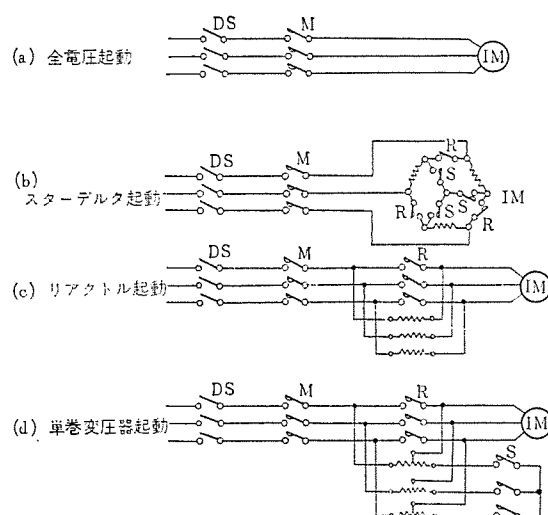 DS M
(a) 全電圧起動 IM
R
DS M S
(b) IM
スターデルタ起動 R S S R
DS M R
(c) リアクトル起動 IM
DS M R
(d) 単巻変圧器起動 IM
S